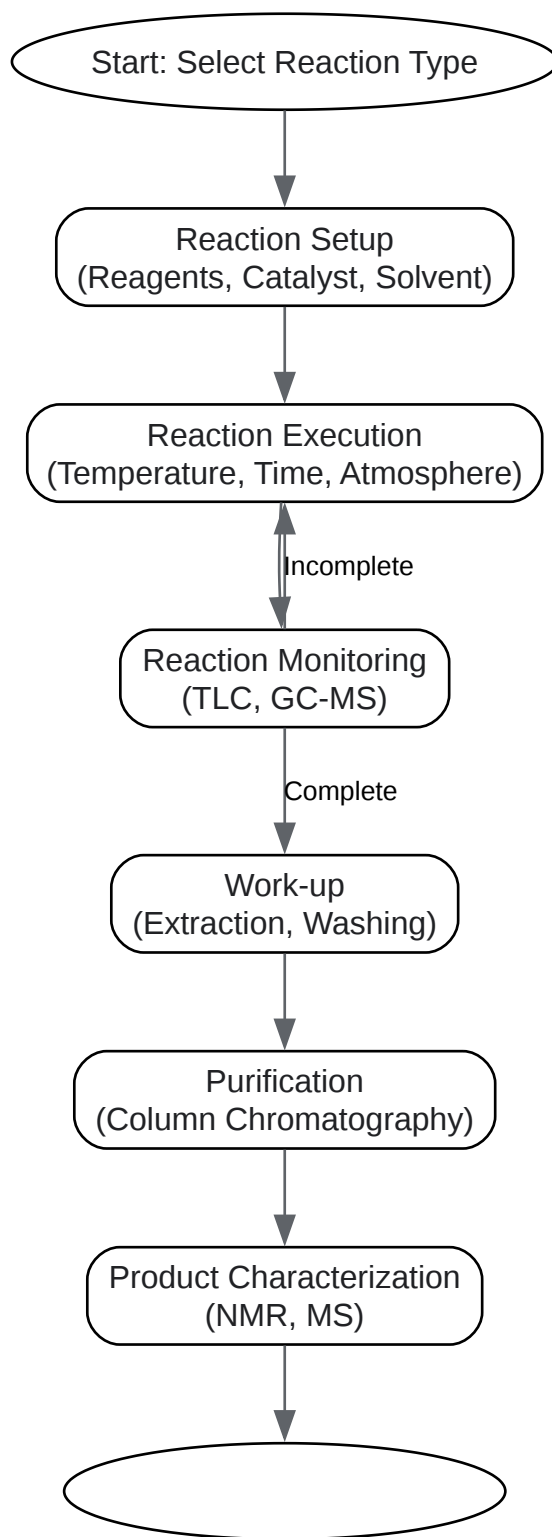 Start: Select Reaction Type
Reaction Setup
(Reagents, Catalyst, Solvent)
Reaction Execution
(Temperature, Time, Atmosphere)
Incomplete
Reaction Monitoring
(TLC, GC-MS)
Complete
Work-up
(Extraction, Washing)
Purification
(Column Chromatography)
Product Characterization
(NMR, MS)